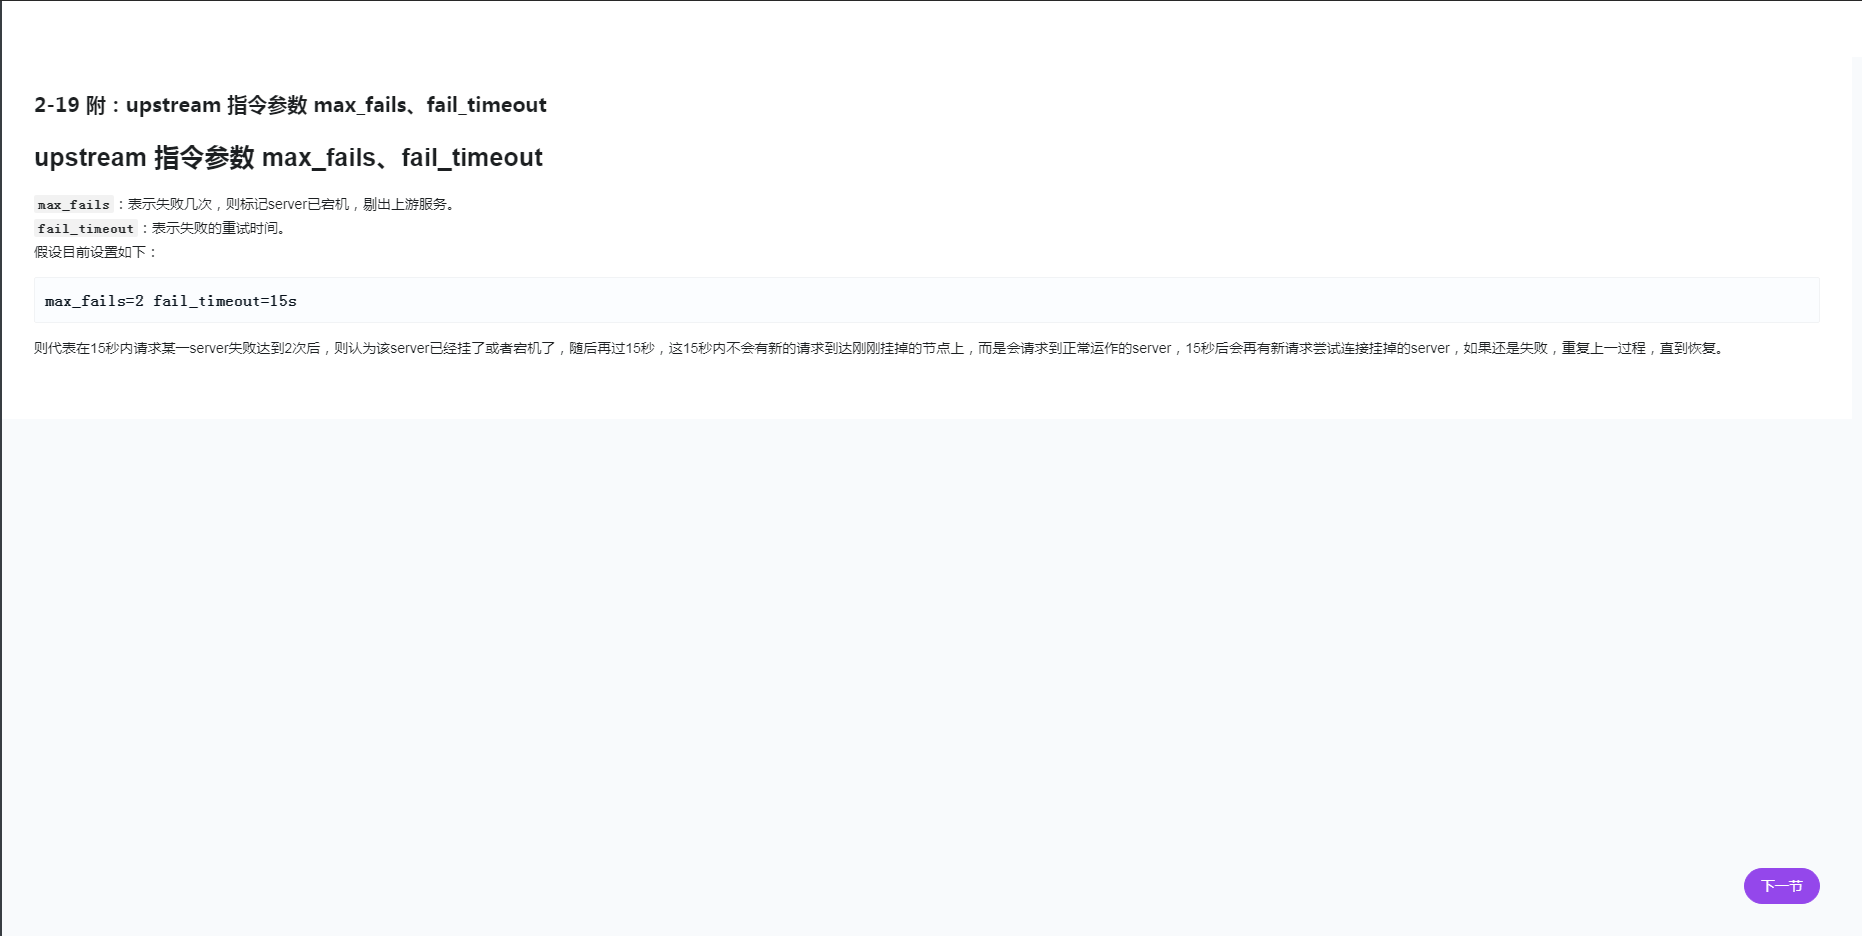 2-19 附：upstream 指令参数 max_fails、fail_timeout
upstream 指令参数 max_fails、fail_timeout
max_fails：表示失败几次，则标记server已宕机，剔出上游服务。
fail_timeout：表示失败的重试时间。
假设目前设置如下：
max_fails=2 fail_timeout=15s
则代表在15秒内请求某一server失败达到2次后，则认为该server已经挂了或者宕机了，随后再过15秒，这15秒内不会有新的请求到达刚刚挂掉的节点上，而是会请求到正常运作的server，15秒后会再有新请求尝试连接挂掉的server，如果还是失败，重复上一过程，直到恢复。
下一节